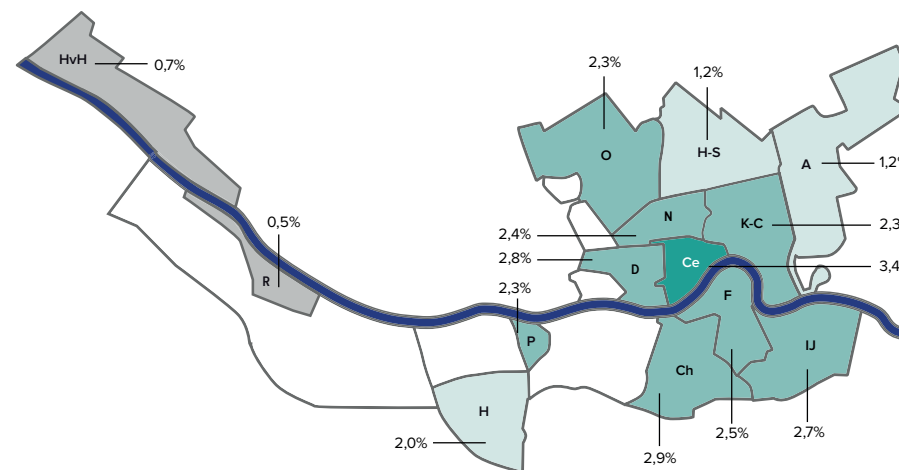 HvH
0,7%
2,3%
1,2%
O
H-S
A
1,2%
0,5%
N
K-C
2,3
2,4%
2,8%
D
Ce
3,4
R
2,3%
F
P
IJ
Ch
H
2,0%
2,9%
2,5%
2,7%